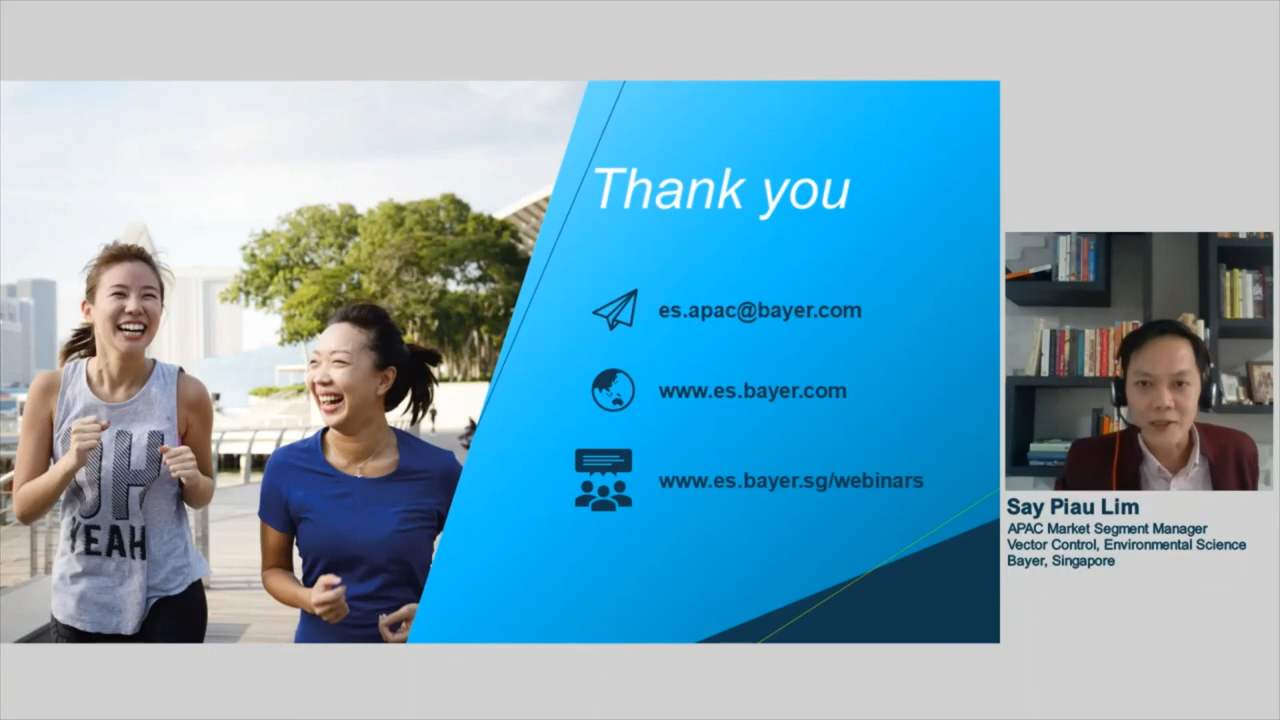 Thank you
es.apac@bayer.com
www.es.bayer.com
www.es.bayer.sg/webinars
YEAH
Say Piau Lim
APAC Market Segment Manager
Vector Control, Environmental Science
Bayer, Singapore